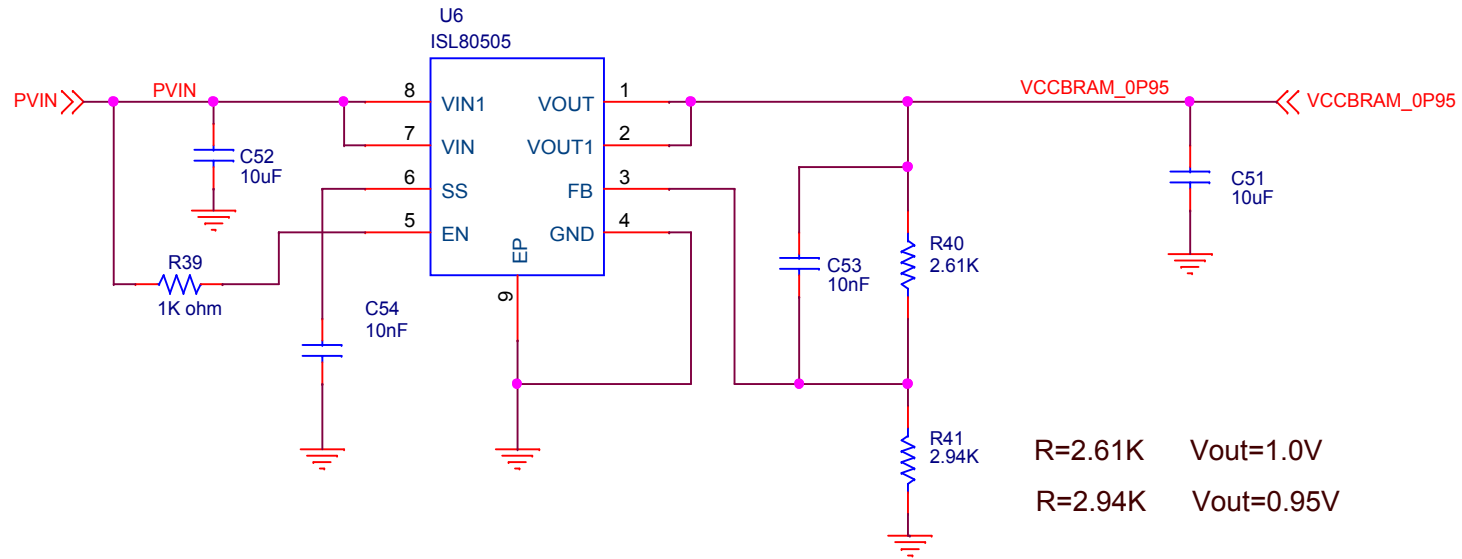 U6
ISL80505
PVIN
PVIN
8
VIN1
VOUT
1
VCCBRAM_0P95
VCCBRAM_0P95
7
VIN
VOUT1
2
C52
10uF
6
SS
FB
3
C51
10uF
5
EN
GND
4
EP
9
R39
1K ohm
C54
10nF
C53
10nF
R40
2.61K
R41
2.94K
R=2.61K Vout=1.0V
R=2.94K Vout=0.95V